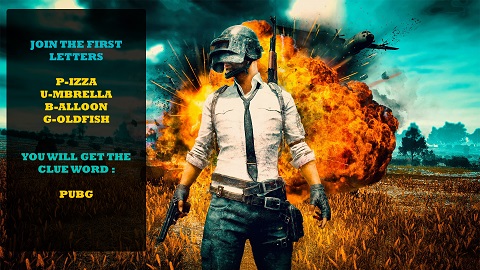 JOIN THE FIRST
LETTERS
P-IZZA
U-MBRELLA
B-ALLOON
G-OLDFISH
YOU WILL GET THE
CLUE WORD :
PUBG